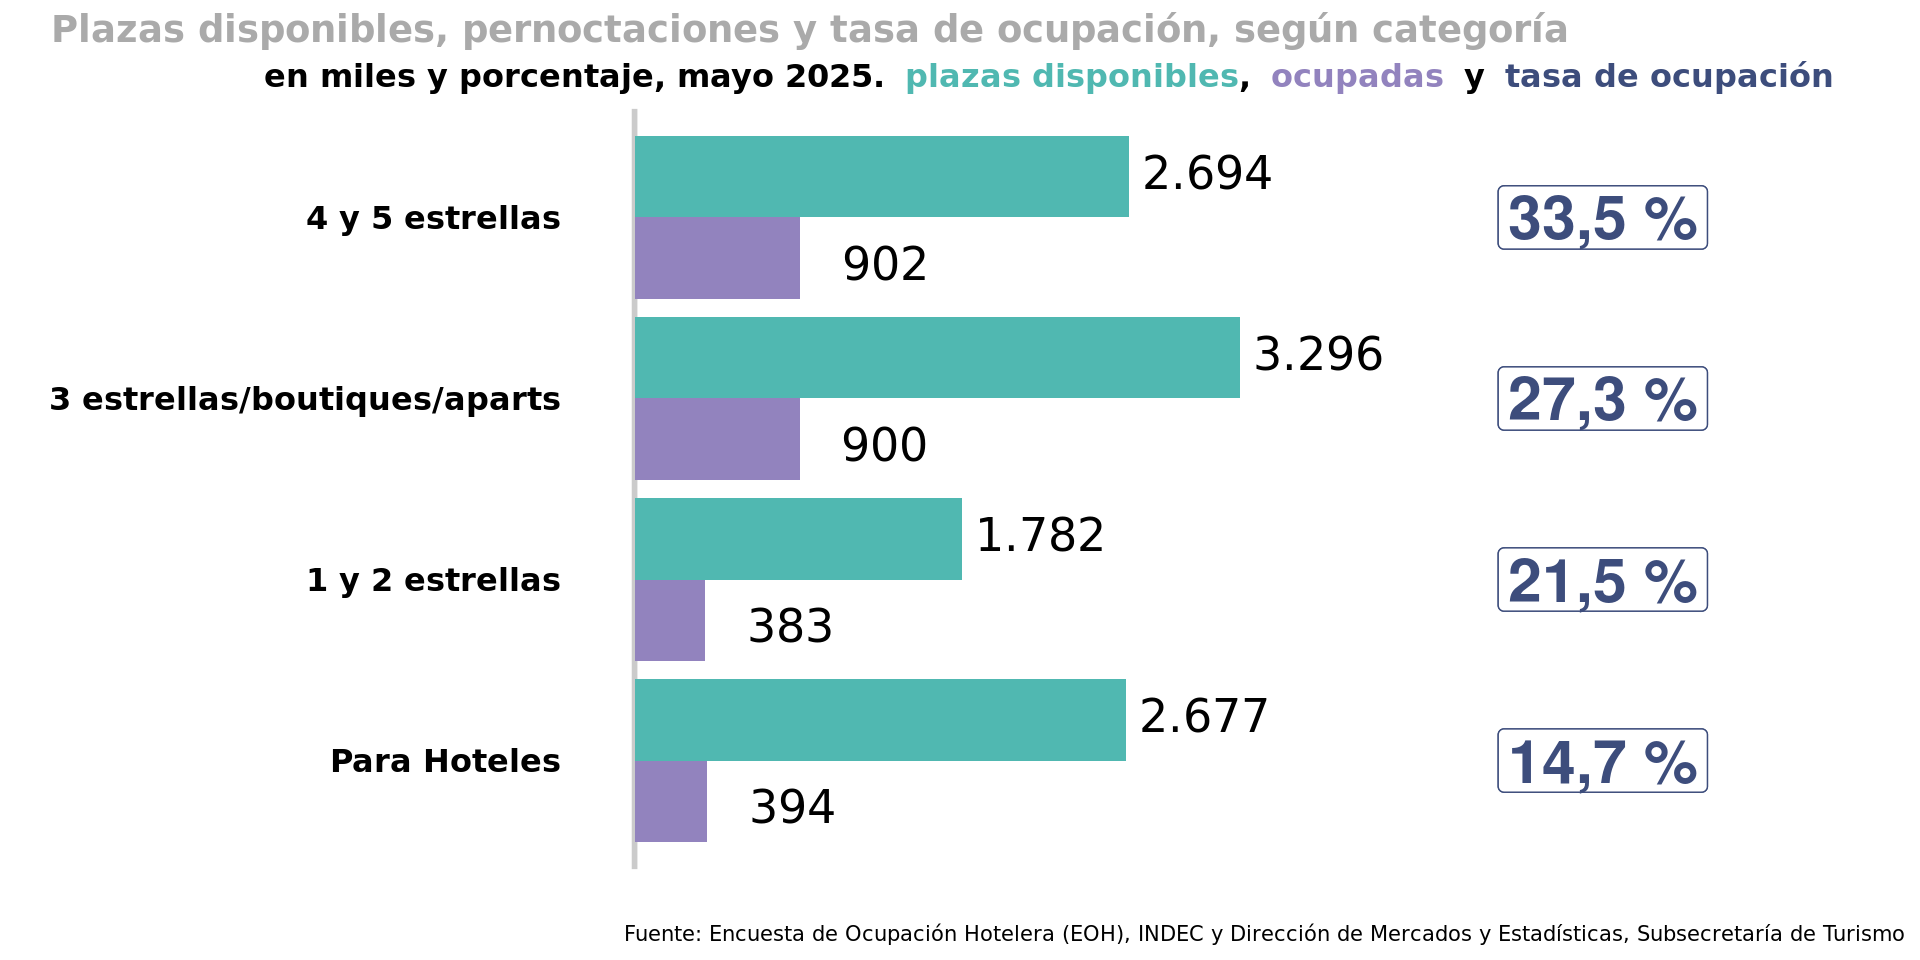 Plazas disponibles, pernoctaciones y tasa de ocupación, según categoría
en miles y porcentaje, mayo 2025. plazas disponibles, ocupadas y tasa de ocupación
2.694
4 y 5 estrellas
33,5 %
902
3.296
3 estrellas/boutiques/aparts
27,3 %
900
1.782
1 y 2 estrellas
21,5 %
383
2.677
Para Hoteles
14,7 %
394
Fuente: Encuesta de Ocupación Hotelera (EOH), INDEC y Dirección de Mercados y Estadísticas, Subsecretaría de Turismo